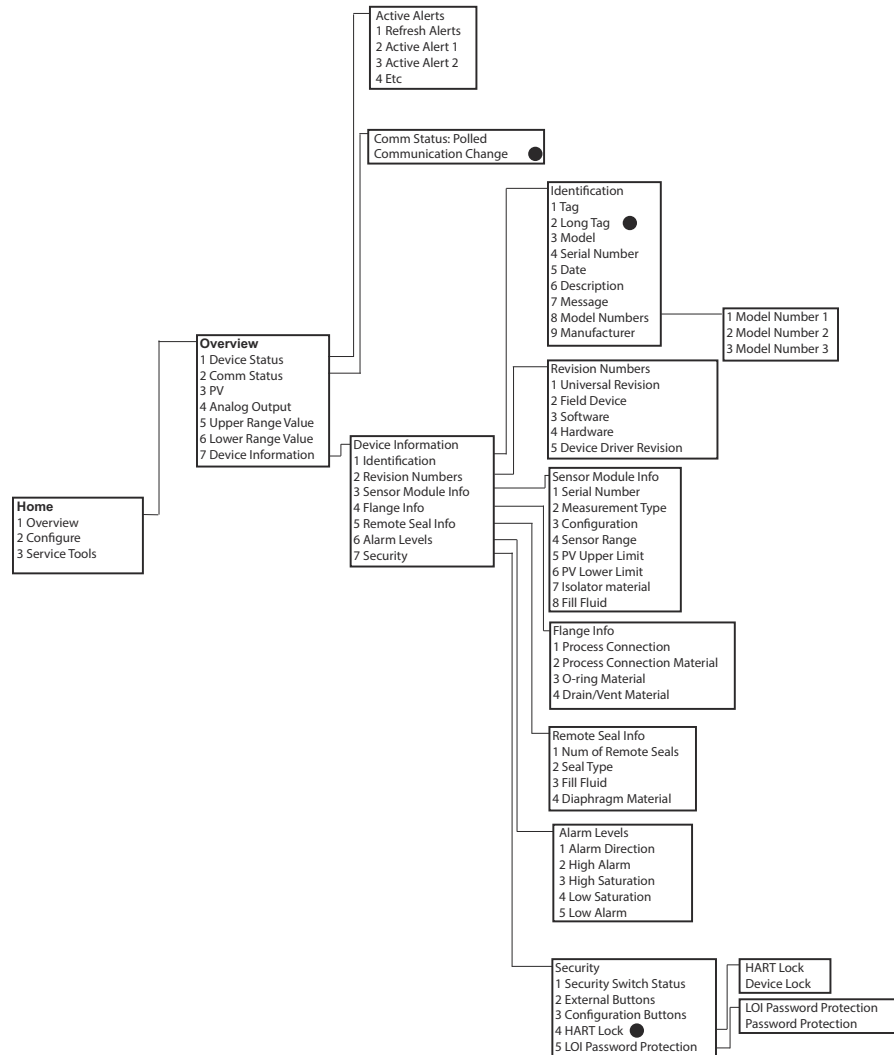 Active Alerts
1 Refresh Alerts
2 Active Alert 1
3 Active Alert 2
4 Etc
Comm Status: Polled
Communication Change
Identification
1 Tag
2 Long Tag
3 Model
4 Serial Number
5 Date
6 Description
7 Message
8 Model Numbers
9 Manufacturer
1 Model Number 1
2 Model Number 2
3 Model Number 3
Overview
1 Device Status
2 Comm Status
3 PV
4 Analog Output
5 Upper Range Value
6 Lower Range Value
7 Device Information
Revision Numbers
1 Universal Revision
2 Field Device
3 Software
4 Hardware
5 Device Driver Revision
Device Information
1 Identification
2 Revision Numbers
3 Sensor Module Info
4 Flange Info
5 Remote Seal Info
6 Alarm Levels
7 Security
Home
1 Overview
2 Configure
3 Service Tools
Sensor Module Info
1 Serial Number
2 Measurement Type
3 Configuration
4 Sensor Range
5 PV Upper Limit
6 PV Lower Limit
7 Isolator material
8 Fill Fluid
Flange Info
1 Process Connection
2 Process Connection Material
3 O-ring Material
4 Drain/Vent Material
Remote Seal Info
1 Num of Remote Seals
2 Seal Type
3 Fill Fluid
4 Diaphragm Material
Alarm Levels
1 Alarm Direction
2 High Alarm
3 High Saturation
4 Low Saturation
5 Low Alarm
Security
1 Security Switch Status
2 External Buttons
3 Configuration Buttons
4 HART Lock
5 LOI Password Protection
HART Lock
Device Lock
LOI Password Protection
Password Protection